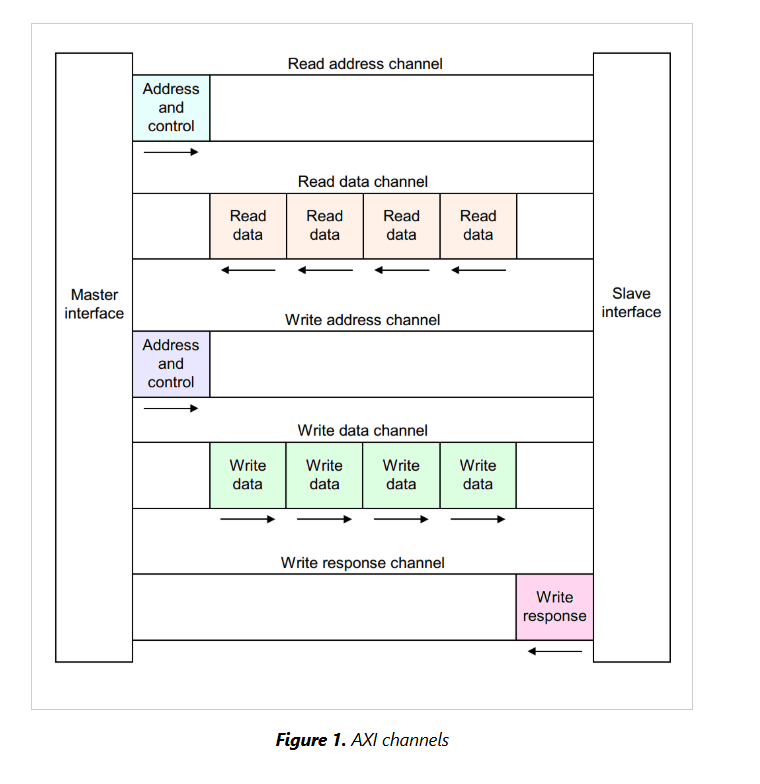 Read address channel
Address
and
control
Read data channel
Read
data
Read
data
Read
data
Read
data
Master
interface
Slave
interface
Write address channel
Address
and
control
Write data channel
Write
data
Write
data
Write
data
Write
data
Write response channel
Write
response
Figure 1. AXI channels